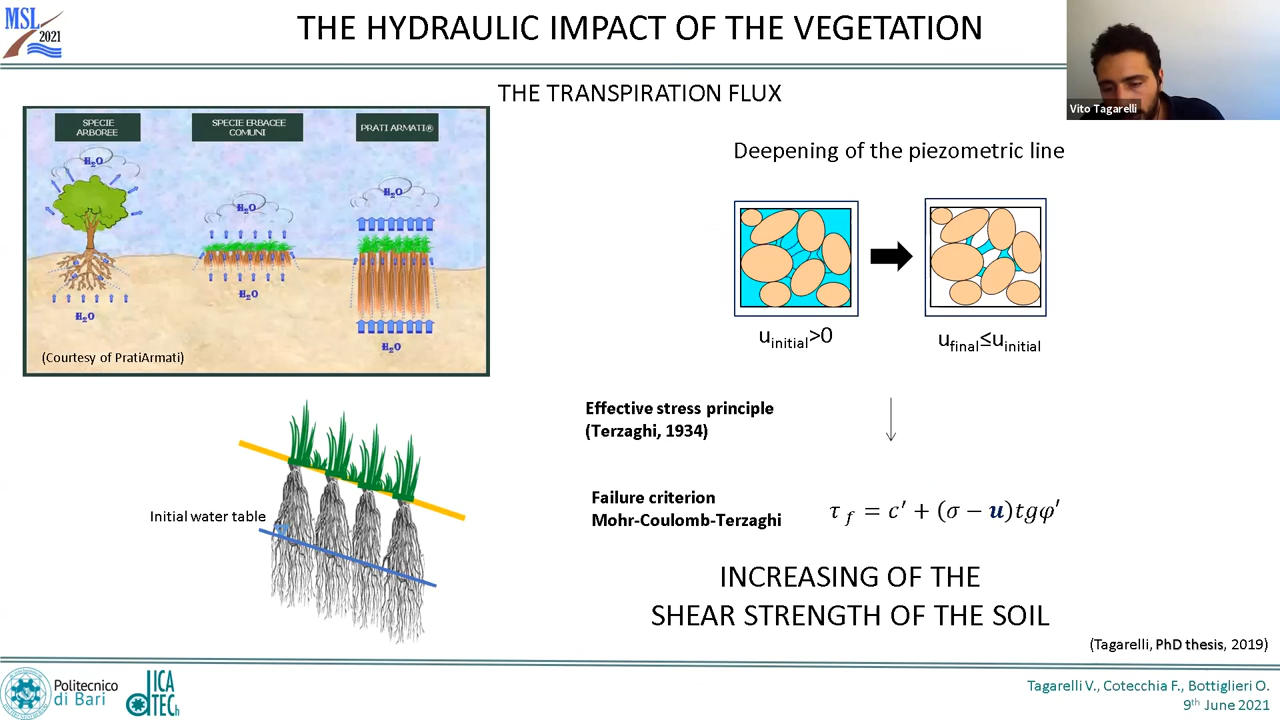 MSL
2021
THE HYDRAULIC IMPACT OF THE VEGETATION
Vito Tagarelli
THE TRANSPIRATION FLUX
SPECIE
ARBOREE
SPECIE ERBACEE
COMUNI
PRATI ARMATI®
H₂O
H₂O
H₂O
H₂O
H₂O
H₂O
(Courtesy of PratiArmati)
Deepening of the piezometric line
u_initial>0
u_final≤u_initial
Effective stress principle
(Terzaghi, 1934)
Failure criterion
Mohr-Coulomb-Terzaghi
τ_f = c′ + (σ − u)tgφ′
Initial water table
INCREASING OF THE
SHEAR STRENGTH OF THE SOIL
(Tagarelli, PhD thesis, 2019)
Politecnico
di Bari
DICA
TECh
Tagarelli V., Cotecchia F., Bottiglieri O.
9th June 2021